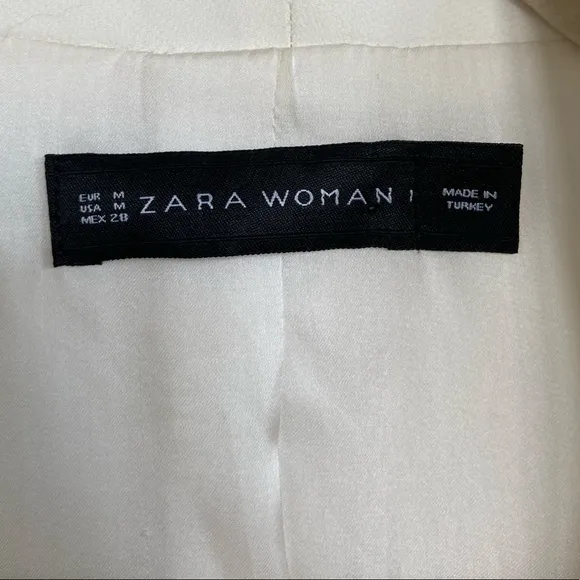 EUR M
USA M
MEX 28
ZARA WOMAN
MADE IN
TURKEY